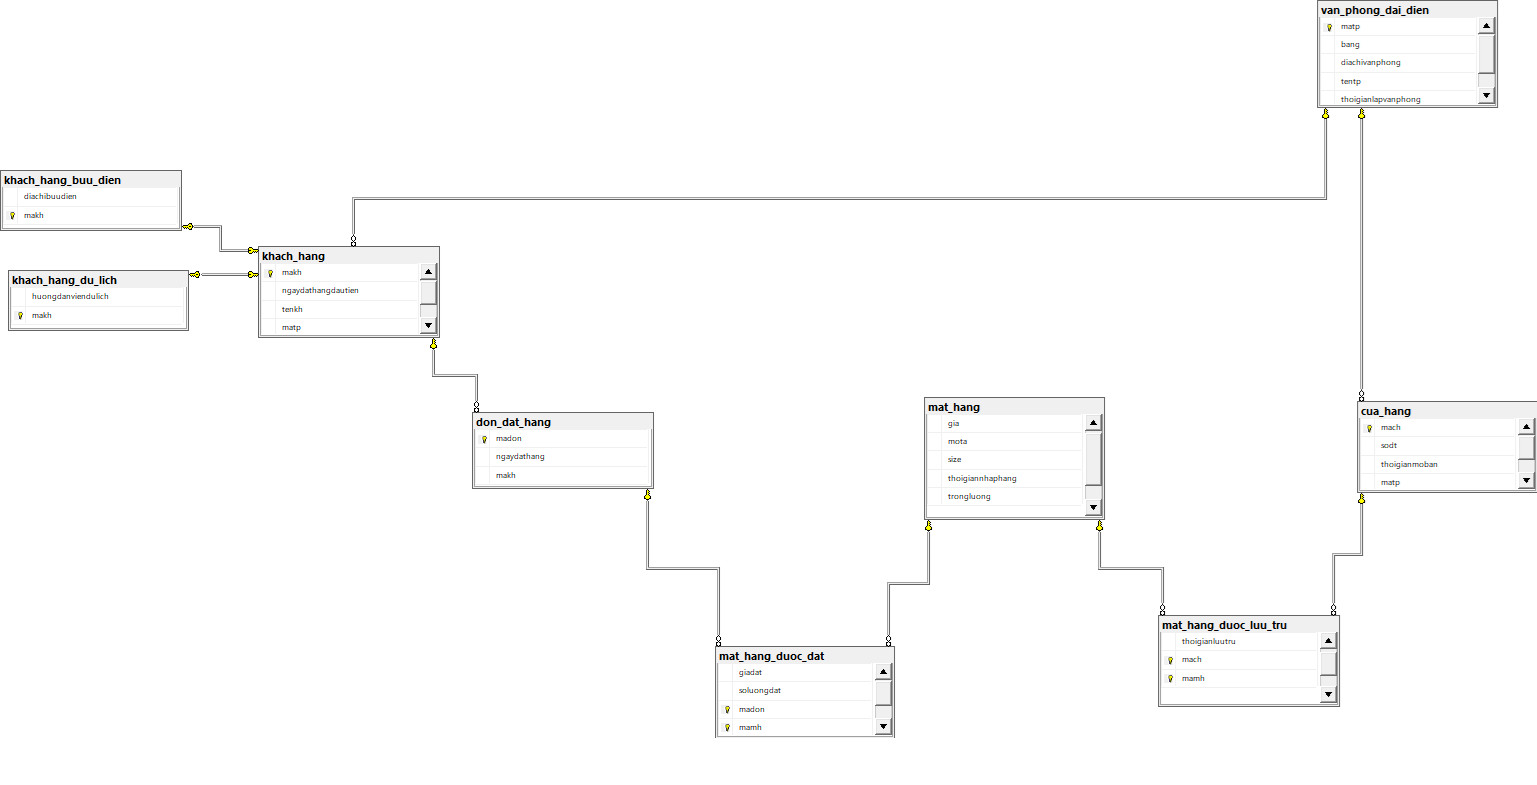 van_phong_dai_dien
matp
bang
diachivanphong
tentp
thoigianlapvanphong
khach_hang_buu_dien
diachibuudien
makh
khach_hang_du_lich
huongdanviendulich
makh
khach_hang
makh
ngaydathangdautien
tenkh
matp
don_dat_hang
madon
ngaydathang
makh
mat_hang
gia
mota
size
thoigiannhaphang
trongluong
cua_hang
mach
sodt
thoigianmoban
matp
mat_hang_duoc_dat
giadat
soluongdat
madon
mamh
mat_hang_duoc_luu_tru
thoigianluutru
mach
mamh